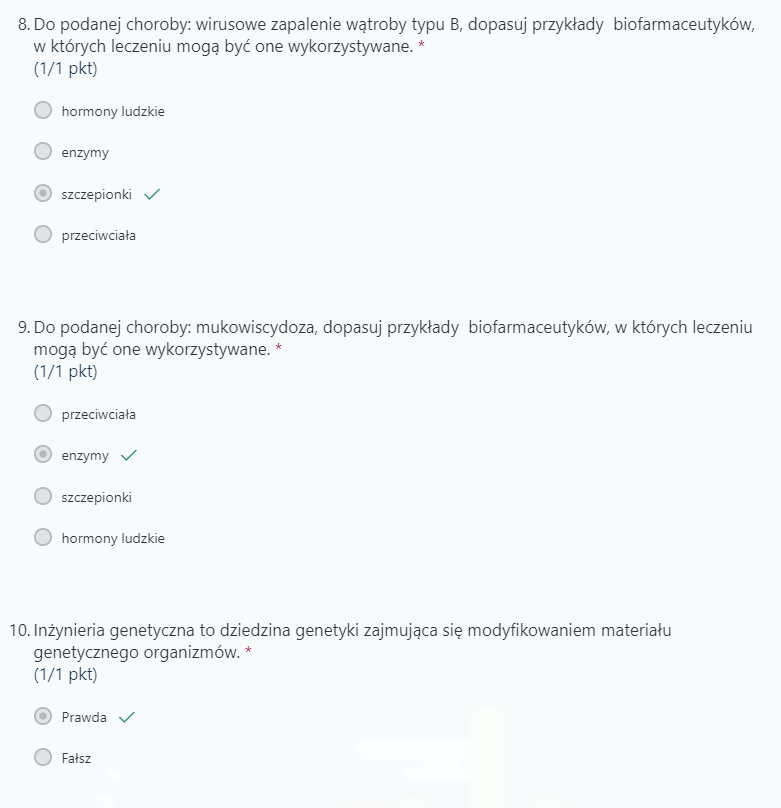 8. Do podanej choroby: wirusowe zapalenie wątroby typu B, dopasuj przykłady biofarmaceutyków,
w których leczeniu mogą być one wykorzystywane. *
(1/1 pkt)
hormony ludzkie
enzymy
szczepionki
przeciwciała
9. Do podanej choroby: mukowiscydoza, dopasuj przykłady biofarmaceutyków, w których leczeniu
mogą być one wykorzystywane. *
(1/1 pkt)
przeciwciała
enzymy
szczepionki
hormony ludzkie
10. Inżynieria genetyczna to dziedzina genetyki zajmująca się modyfikowaniem materiału
genetycznego organizmów. *
(1/1 pkt)
Prawda
Fałsz